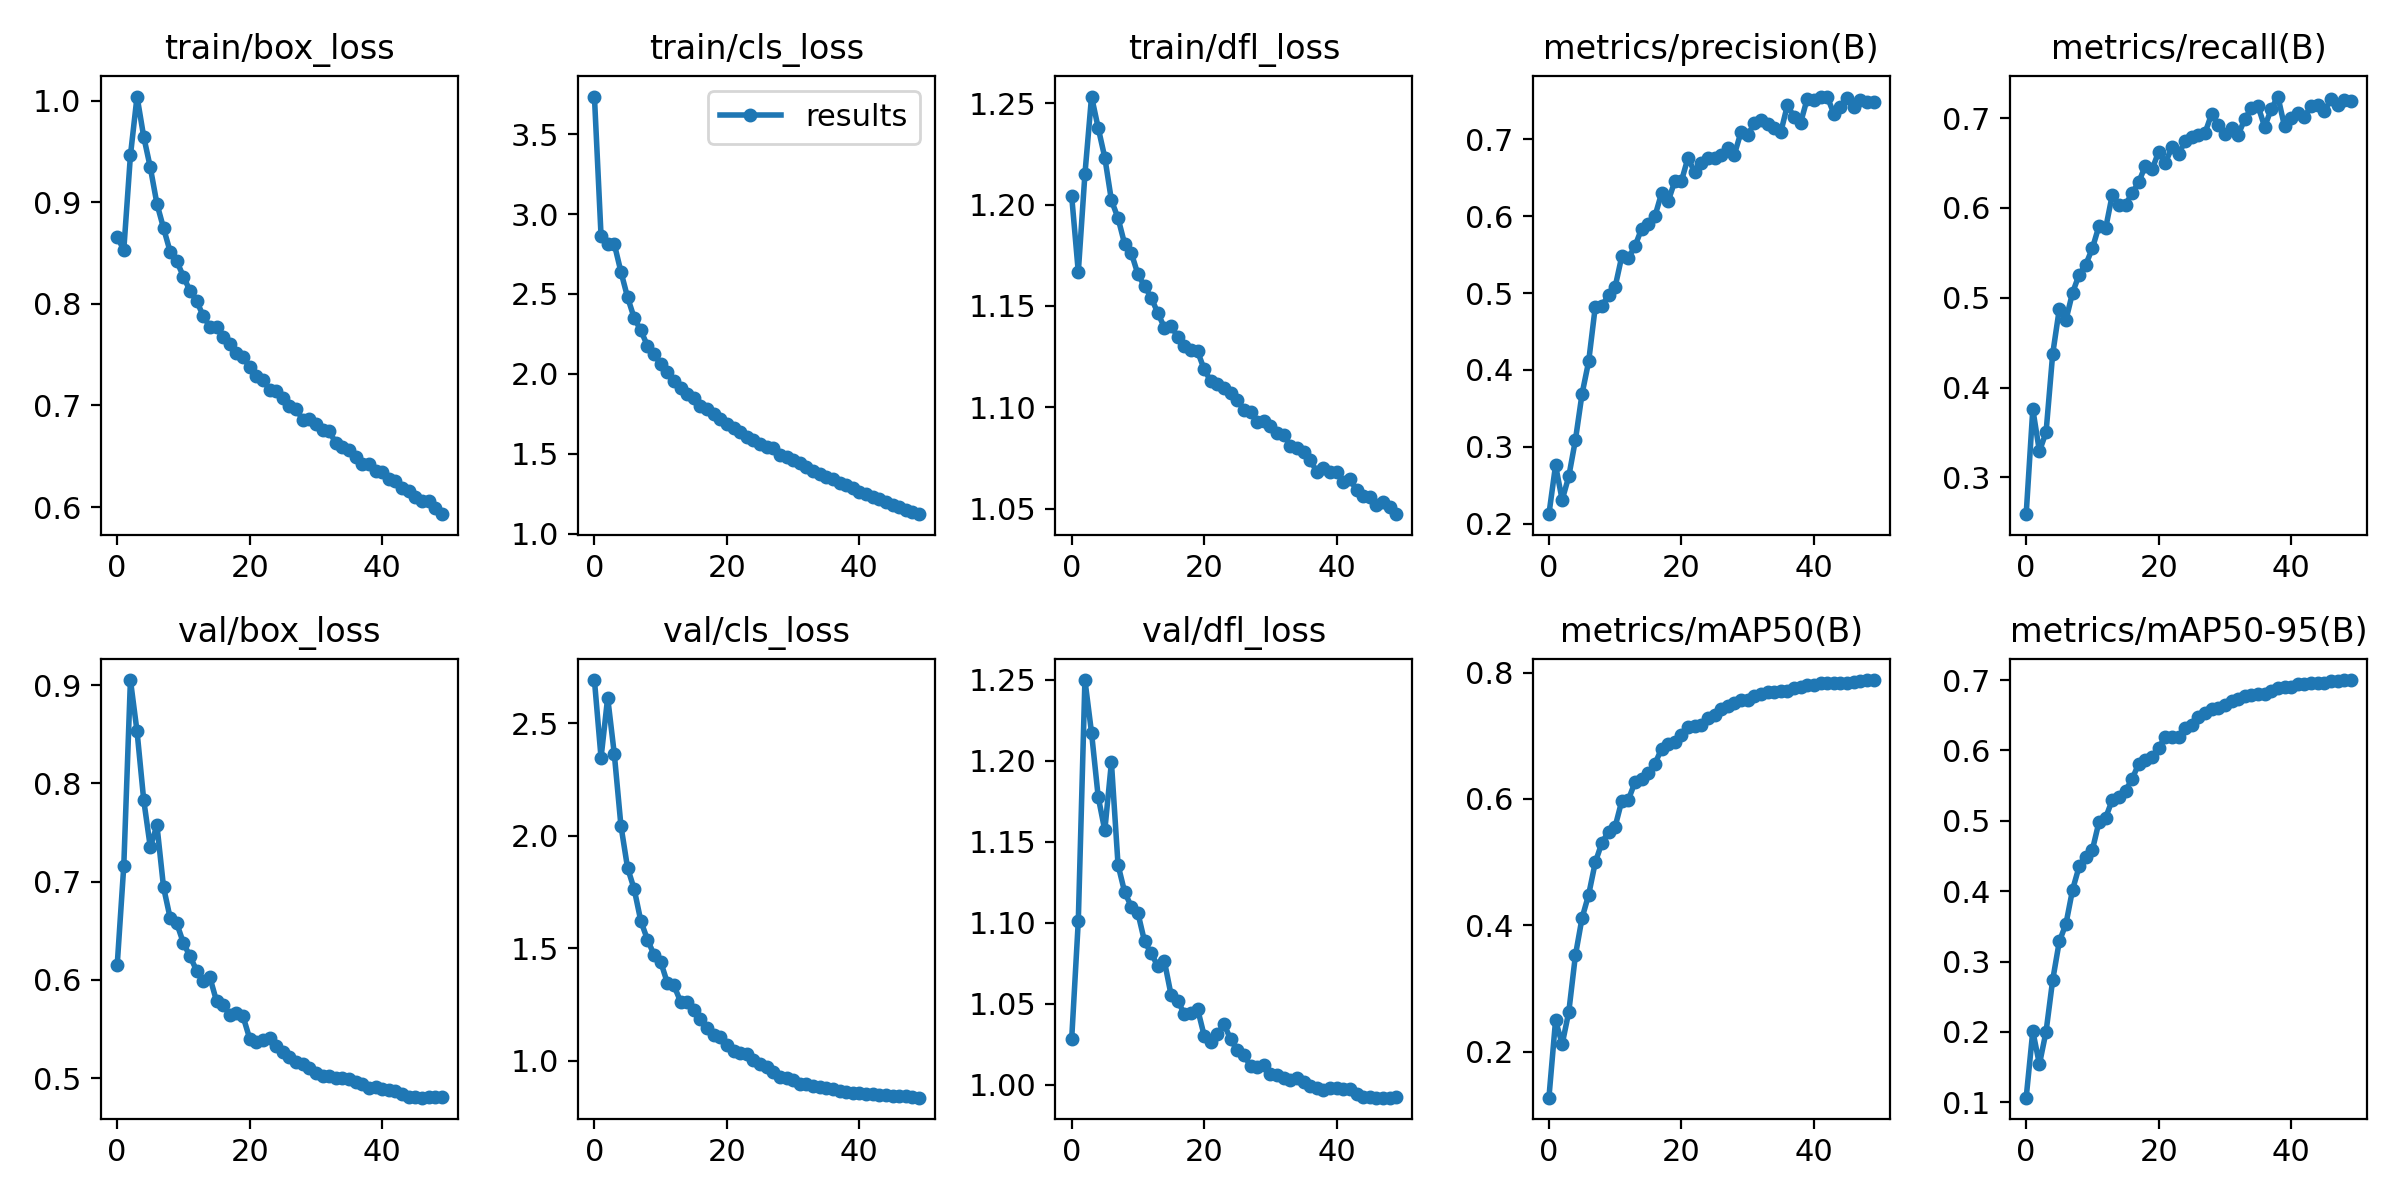 train/box_loss
1.0
0.9
0.8
0.7
0.6
0 20 40
train/cls_loss
results
3.5
3.0
2.5
2.0
1.5
1.0
0 20 40
train/dfl_loss
1.25
1.20
1.15
1.10
1.05
0 20 40
metrics/precision(B)
0.7
0.6
0.5
0.4
0.3
0.2
0 20 40
metrics/recall(B)
0.7
0.6
0.5
0.4
0.3
0 20 40
val/box_loss
0.9
0.8
0.7
0.6
0.5
0 20 40
val/cls_loss
2.5
2.0
1.5
1.0
0 20 40
val/dfl_loss
1.25
1.20
1.15
1.10
1.05
1.00
0 20 40
metrics/mAP50(B)
0.8
0.6
0.4
0.2
0 20 40
metrics/mAP50-95(B)
0.7
0.6
0.5
0.4
0.3
0.2
0.1
0 20 40